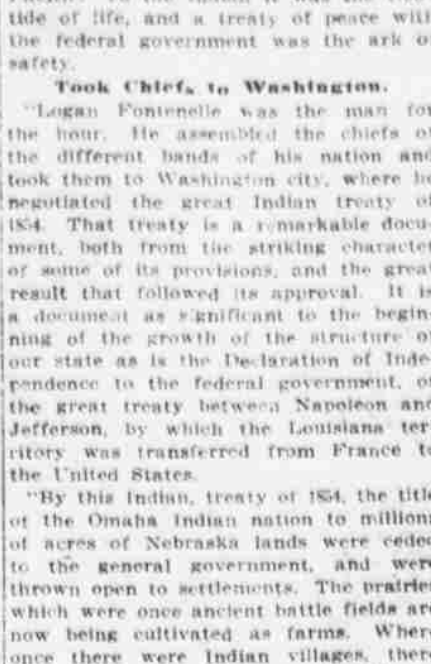 tide of life, and a treaty of peace with
the federal government was the ark o
safety.
Took Chiefs to Washington.
"Logan Fontenelle was the man for
the hour. He assembled the chiefs of
the different bands of his nation and
took them to Washington city, where he
negotiated the great Indian treaty of
1854. That treaty is a remarkable docu-
ment, both from the striking character
of some of its provisions, and the great
result that followed its approval. It is
a document as significant to the begin-
ning of the growth of the structure of
our state as is the Declaration of Inde-
pendence to the federal government, or
the great treaty between Napoleon and
Jefferson, by which the Louisiana ter-
ritory was transferred from France to
the United States.
"By this Indian, treaty of 1854, the title
of the Omaha Indian nation to millions
of acres of Nebraska lands were ceded
to the general government, and were
thrown open to settlements. The prairies
which were once ancient battle fields are
now being cultivated as farms. Where
once there were Indian villages, there